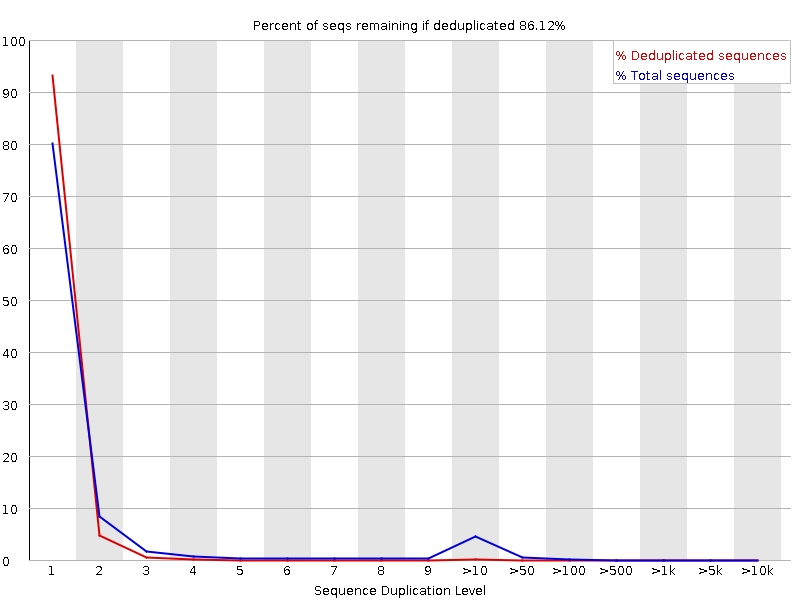 Percent of seqs remaining if deduplicated 86.12%
% Deduplicated sequences
% Total sequences
100
90
80
70
60
50
40
30
20
10
0
1 2 3 4 5 6 7 8 9 >10 >50 >100 >500 >1k >5k >10k
Sequence Duplication Level